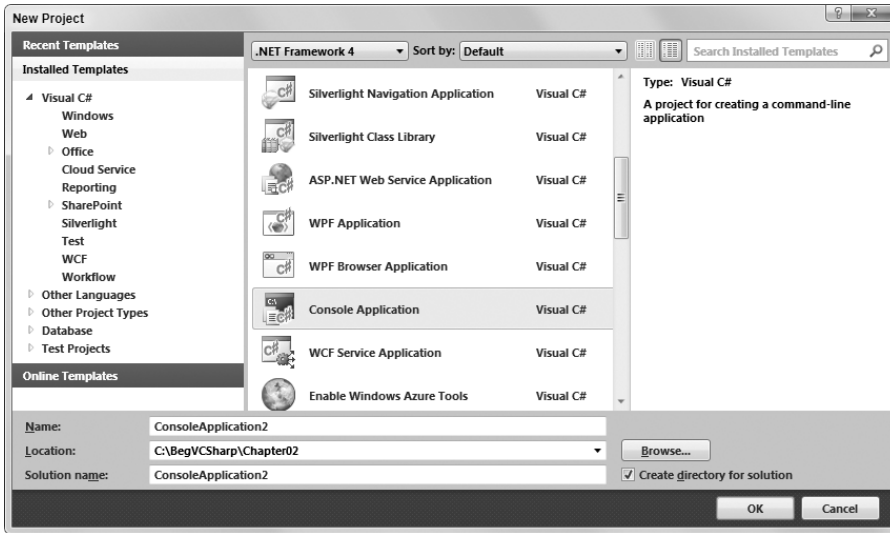 New Project
Recent Templates
Installed Templates
Visual C#
Windows
Web
Office
Cloud Service
Reporting
SharePoint
Silverlight
Test
WCF
Workflow
Other Languages
Other Project Types
Database
Test Projects
Online Templates
.NET Framework 4
Sort by: Default
Search Installed Templates
Silverlight Navigation Application Visual C#
Silverlight Class Library Visual C#
ASP.NET Web Service Application Visual C#
WPF Application Visual C#
WPF Browser Application Visual C#
Console Application Visual C#
WCF Service Application Visual C#
Enable Windows Azure Tools Visual C#
Type: Visual C#
A project for creating a command-line
application
Name: ConsoleApplication2
Location: C:\BegVCSharp\Chapter02 Browse...
Solution name: ConsoleApplication2 Create directory for solution
OK Cancel